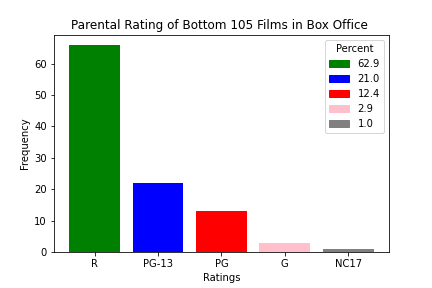 Parental Rating of Bottom 105 Films in Box Office
Percent
62.9
21.0
12.4
2.9
1.0
Frequency
60
50
40
30
20
10
0
R PG-13 PG G NC17
Ratings